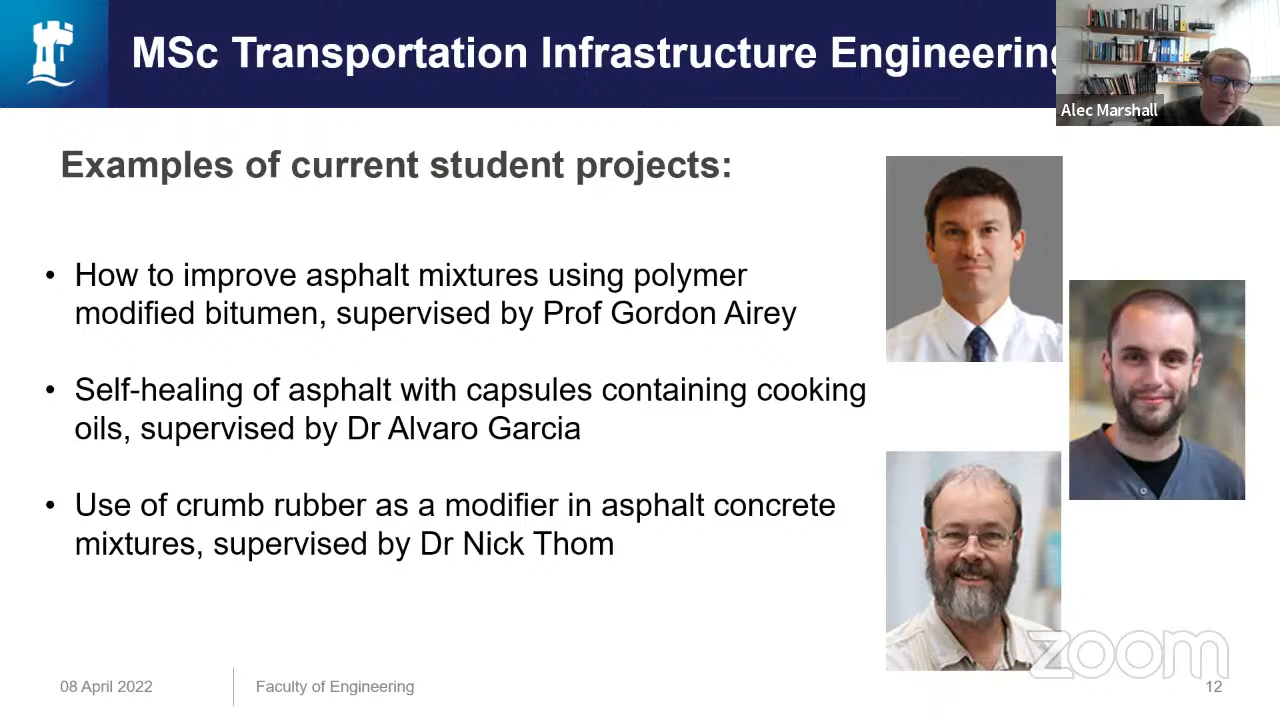 MSc Transportation Infrastructure Engineering
Alec Marshall
Examples of current student projects:
• How to improve asphalt mixtures using polymer
modified bitumen, supervised by Prof Gordon Airey
• Self-healing of asphalt with capsules containing cooking
oils, supervised by Dr Alvaro Garcia
• Use of crumb rubber as a modifier in asphalt concrete
mixtures, supervised by Dr Nick Thom
zoom
08 April 2022
Faculty of Engineering
12